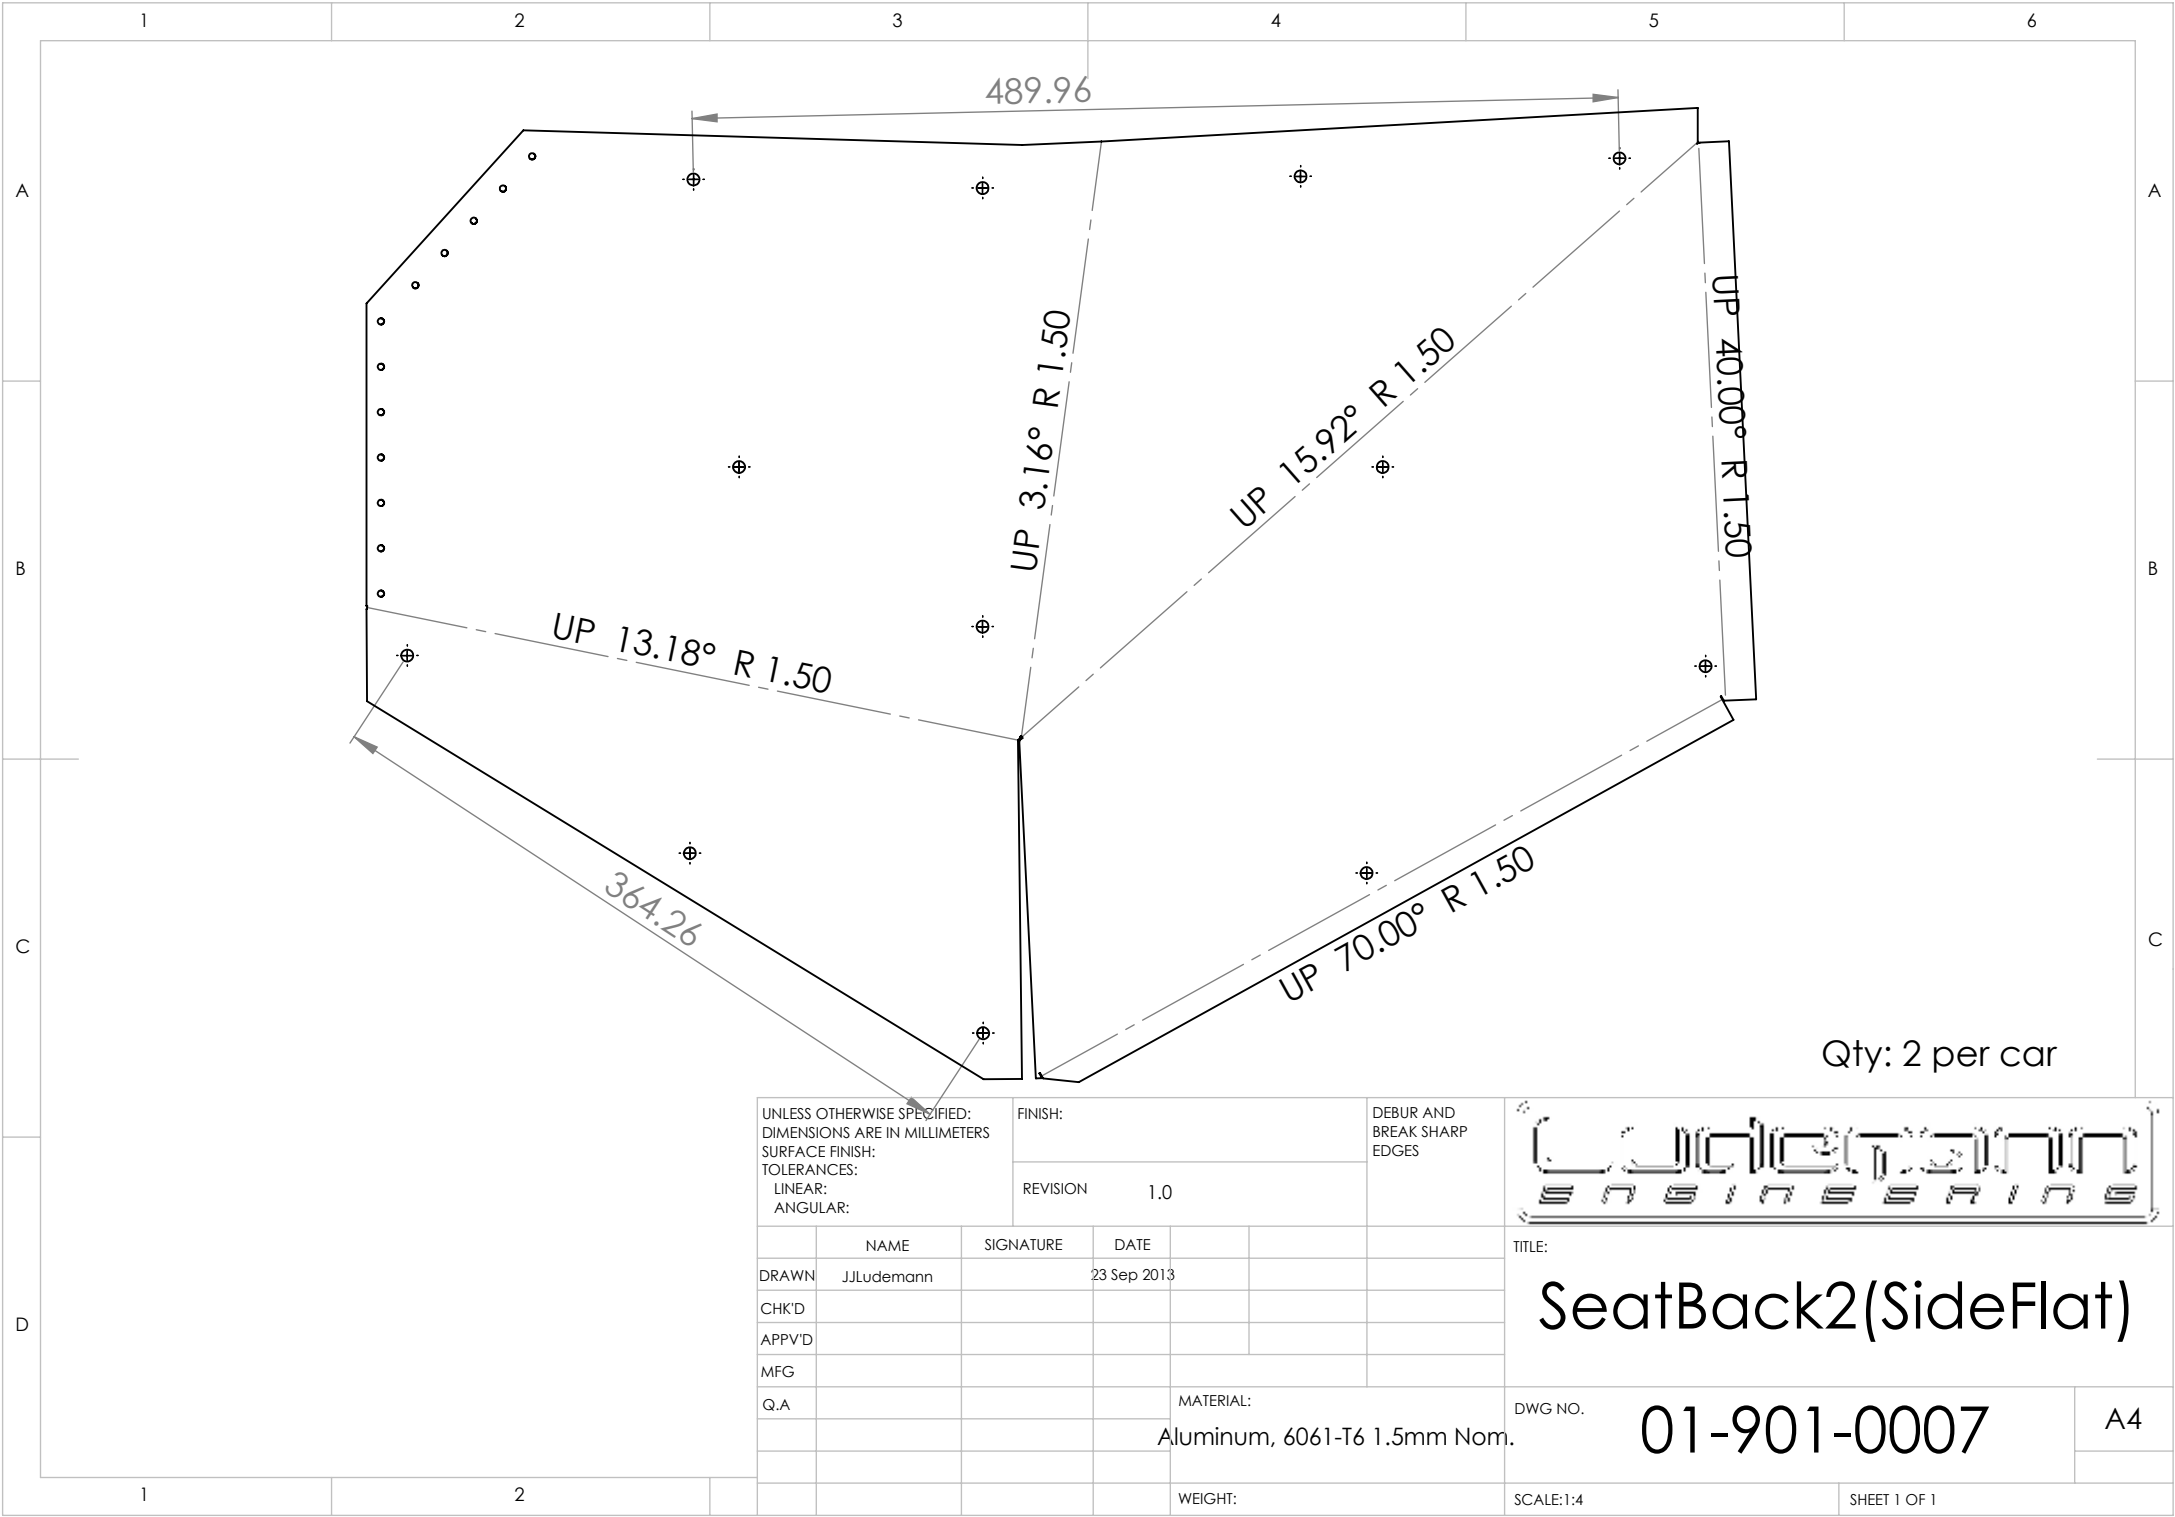 1 2 3 4 5 6
A A
B B
C C
D
489.96
UP 3.16° R 1.50
UP 15.92° R 1.50
UP 40.00° R 1.50
UP 13.18° R 1.50
364.26
UP 70.00° R 1.50
Qty: 2 per car
UNLESS OTHERWISE SPECIFIED:
DIMENSIONS ARE IN MILLIMETERS
SURFACE FINISH:
TOLERANCES:
LINEAR:
ANGULAR:
FINISH:
REVISION 1.0
DEBUR AND
BREAK SHARP
EDGES
Ludemann
ENGINEERING
NAME SIGNATURE DATE
DRAWN JJLudemann 23 Sep 2013
CHK'D
APPV'D
MFG
Q.A
MATERIAL:
Aluminum, 6061-T6 1.5mm Nom.
WEIGHT:
TITLE:
SeatBack2(SideFlat)
DWG NO.
01-901-0007
A4
SCALE:1:4
SHEET 1 OF 1
1 2